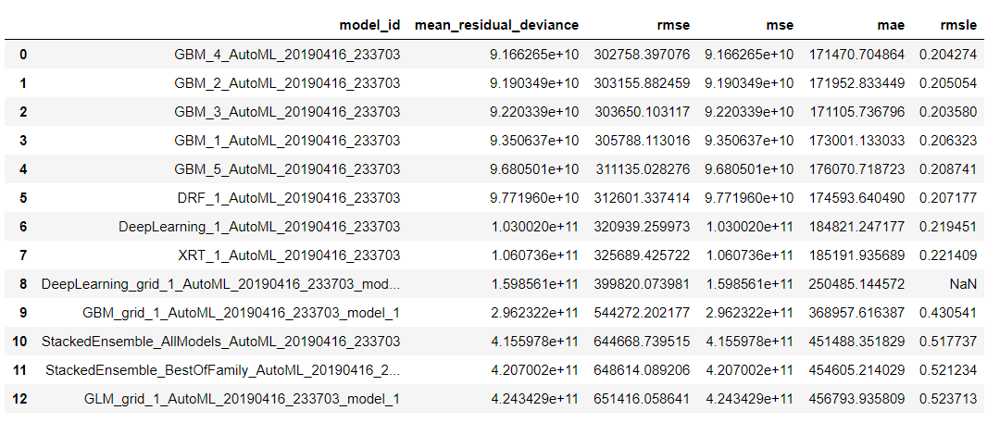 model_id mean_residual_deviance rmse mse mae rmsle
0 GBM_4_AutoML_20190416_233703 9.166265e+10 302758.397076 9.166265e+10 171470.704864 0.204274
1 GBM_2_AutoML_20190416_233703 9.190349e+10 303155.882459 9.190349e+10 171952.833449 0.205054
2 GBM_3_AutoML_20190416_233703 9.220339e+10 303650.103117 9.220339e+10 171105.736796 0.203580
3 GBM_1_AutoML_20190416_233703 9.350637e+10 305788.113016 9.350637e+10 173001.133033 0.206323
4 GBM_5_AutoML_20190416_233703 9.680501e+10 311135.028276 9.680501e+10 176070.718723 0.208741
5 DRF_1_AutoML_20190416_233703 9.771960e+10 312601.337414 9.771960e+10 174593.640490 0.207177
6 DeepLearning_1_AutoML_20190416_233703 1.030020e+11 320939.259973 1.030020e+11 184821.247177 0.219451
7 XRT_1_AutoML_20190416_233703 1.060736e+11 325689.425722 1.060736e+11 185191.935689 0.221409
8 DeepLearning_grid_1_AutoML_20190416_233703_mod... 1.598561e+11 399820.073981 1.598561e+11 250485.144572 NaN
9 GBM_grid_1_AutoML_20190416_233703_model_1 2.962322e+11 544272.202177 2.962322e+11 368957.616387 0.430541
10 StackedEnsemble_AllModels_AutoML_20190416_233703 4.155978e+11 644668.739515 4.155978e+11 451488.351829 0.517737
11 StackedEnsemble_BestOfFamily_AutoML_20190416_2... 4.207002e+11 648614.089206 4.207002e+11 454605.214029 0.521234
12 GLM_grid_1_AutoML_20190416_233703_model_1 4.243429e+11 651416.058641 4.243429e+11 456793.935809 0.523713